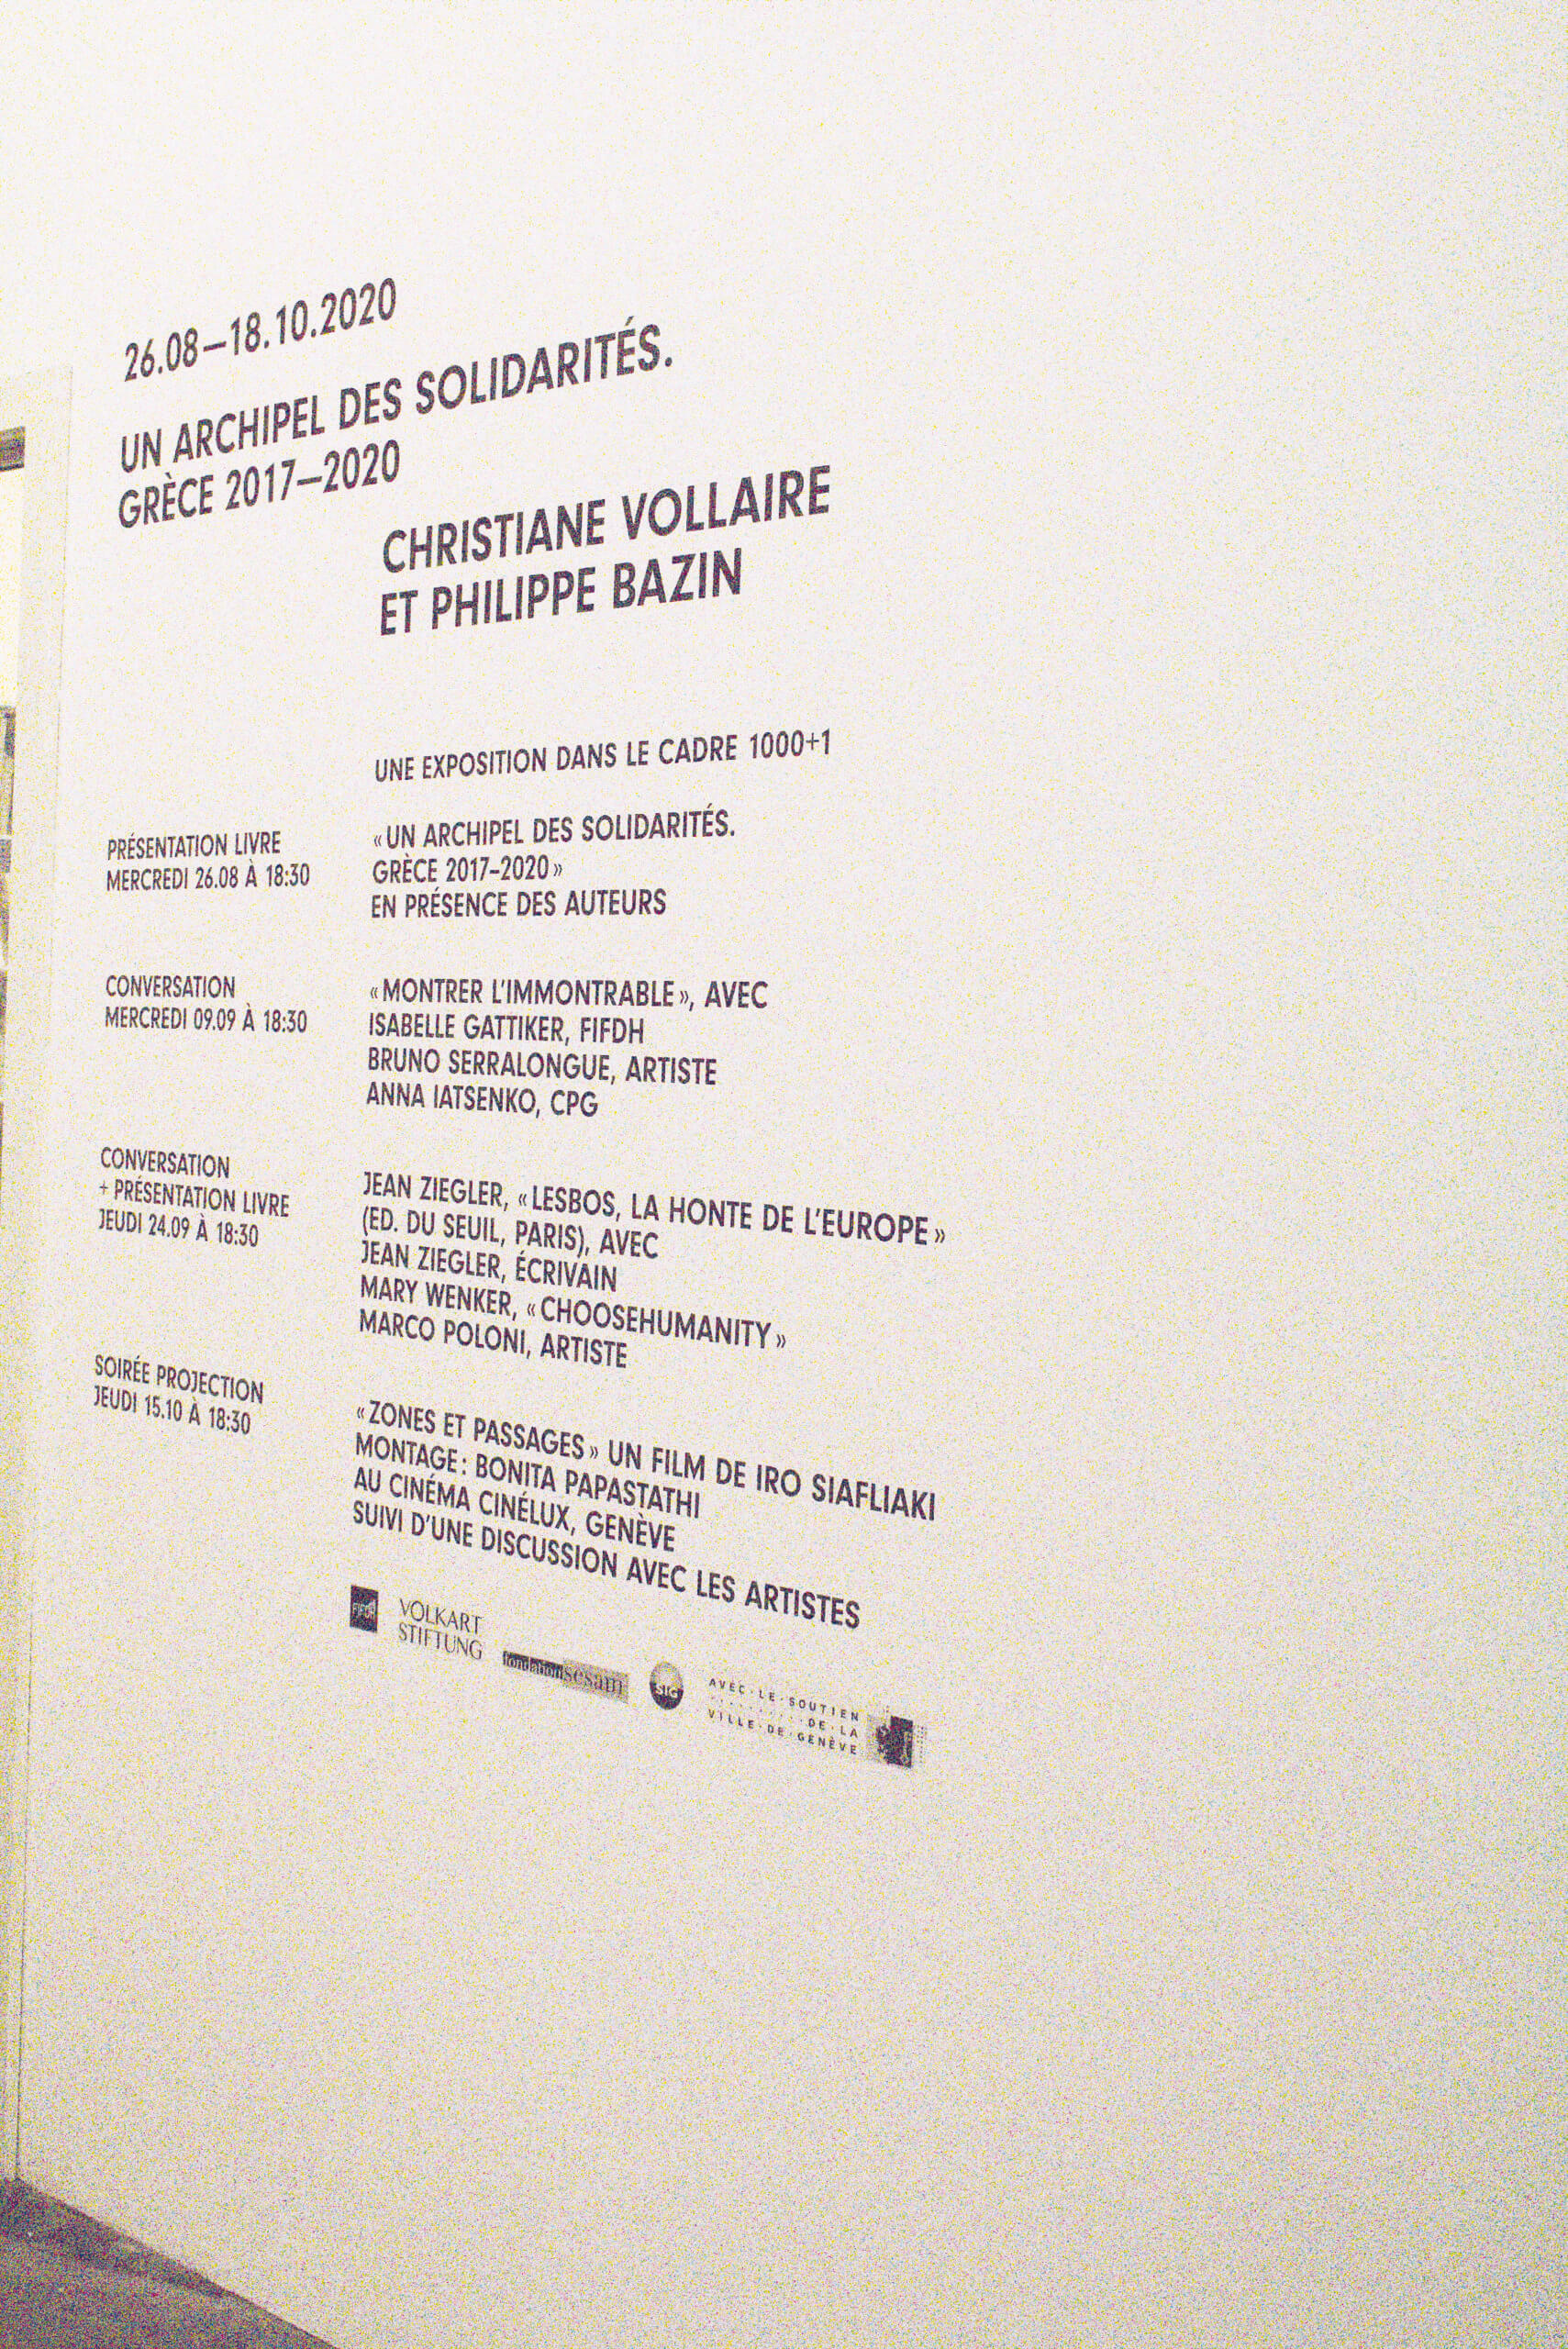 26.08–18.10.2020
UN ARCHIPEL DES SOLIDARITÉS.
GRÈCE 2017–2020
CHRISTIANE VOLLAIRE
ET PHILIPPE BAZIN
UNE EXPOSITION DANS LE CADRE 1000+1
PRÉSENTATION LIVRE
MERCREDI 26.08 À 18:30
«UN ARCHIPEL DES SOLIDARITÉS.
GRÈCE 2017-2020»
EN PRÉSENCE DES AUTEURS
CONVERSATION
MERCREDI 09.09 À 18:30
«MONTRER L'IMMONTRABLE», AVEC
ISABELLE GATTIKER, FIFDH
BRUNO SERRALONGUE, ARTISTE
ANNA IATSENKO, CPG
CONVERSATION
+ PRÉSENTATION LIVRE
JEUDI 24.09 À 18:30
JEAN ZIEGLER, «LESBOS, LA HONTE DE L'EUROPE»
(ED. DU SEUIL, PARIS), AVEC
JEAN ZIEGLER, ÉCRIVAIN
MARY WENKER, «CHOOSEHUMANITY»
MARCO POLONI, ARTISTE
SOIRÉE PROJECTION
JEUDI 15.10 À 18:30
«ZONES ET PASSAGES» UN FILM DE IRO SIAFLIAKI
MONTAGE: BONITA PAPASTATHI
AU CINÉMA CINÉLUX, GENÈVE
SUIVI D'UNE DISCUSSION AVEC LES ARTISTES
VOLKART
STIFTUNG
fondationsesam
SIG
AVEC·LE·SOUTIEN
DE·LA
VILLE·DE·GENÈVE